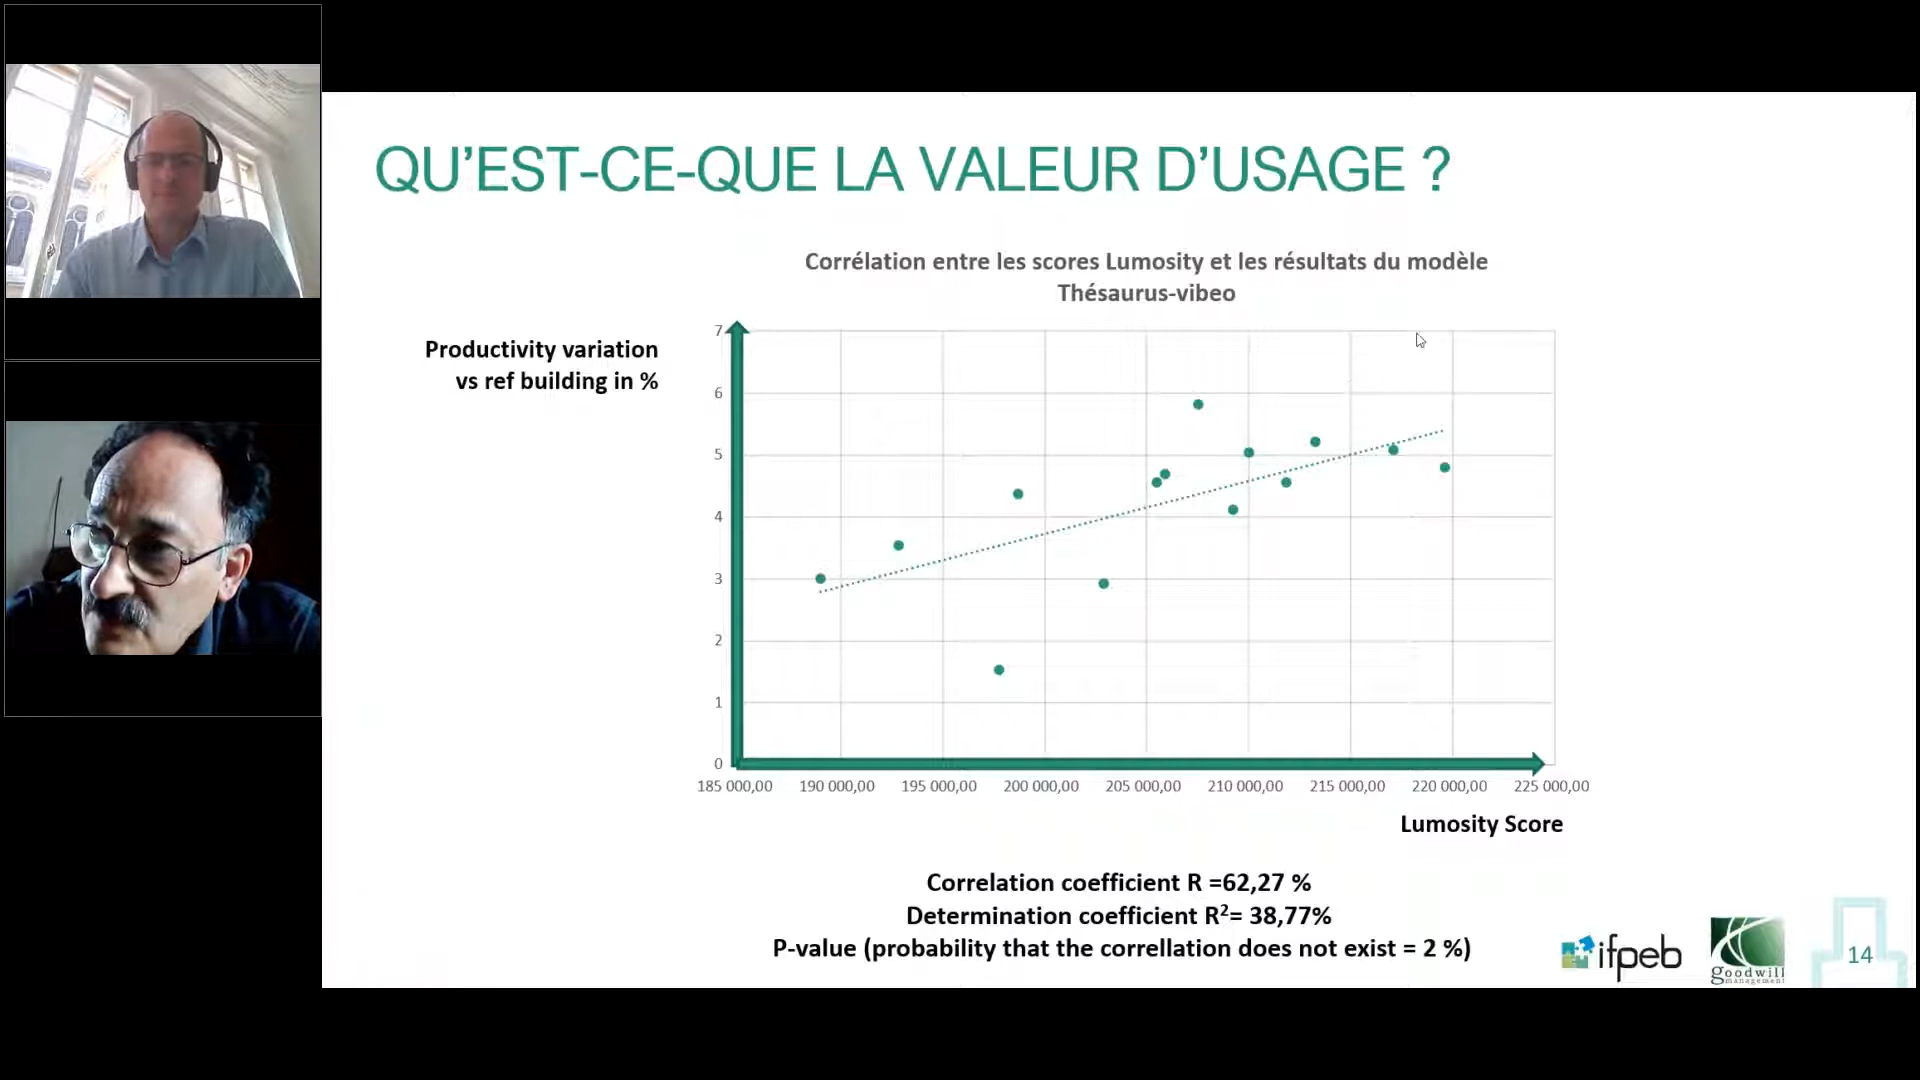 QU’EST-CE-QUE LA VALEUR D’USAGE ?
Corrélation entre les scores Lumosity et les résultats du modèle
Thésaurus-vibeo
Productivity variation
vs ref building in %
7
6
5
4
3
2
1
0
185 000,00 190 000,00 195 000,00 200 000,00 205 000,00 210 000,00 215 000,00 220 000,00 225 000,00
Lumosity Score
Correlation coefficient R =62,27 %
Determination coefficient R²= 38,77%
P-value (probability that the correllation does not exist = 2 %)
ifpeb
goodwill
management
14